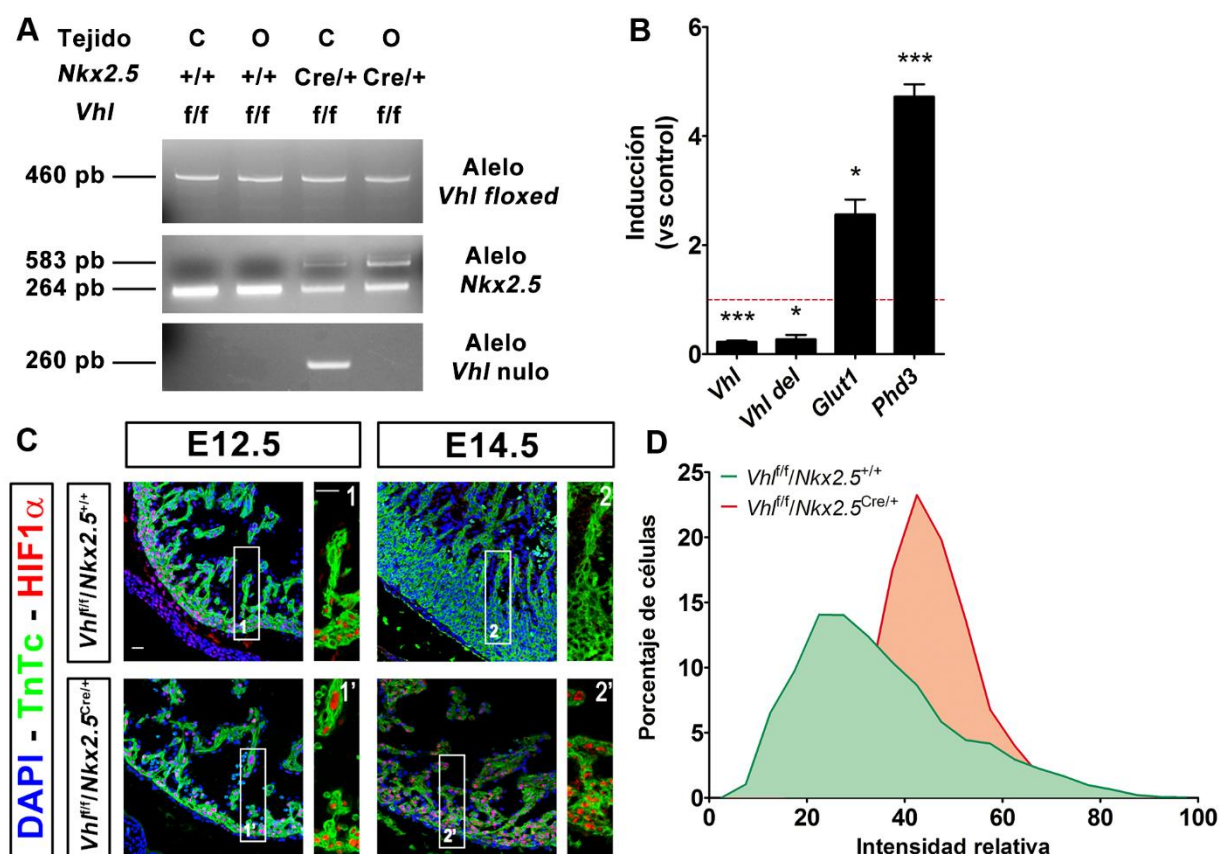 A
Tejido C O C O
Nkx2.5 +/+ +/+ Cre/+ Cre/+
Vhl f/f f/f f/f f/f
460 pb
Alelo
Vhl floxed
583 pb
264 pb
Alelo
Nkx2.5
260 pb
Alelo
Vhl nulo
B
Inducción
(vs control)
6
4
2
0
***
*
*
***
Vhl
Vhl del
Glut1
Phd3
C
E12.5
E14.5
DAPI - TnTc - HIF1α
Vhlf/f/Nkx2.5+/+
1
1
2
2
Vhlf/f/Nkx2.5Cre/+
1'
1'
2'
2'
D
Porcentaje de células
25
20
15
10
5
0
Vhlf/f/Nkx2.5+/+
Vhlf/f/Nkx2.5Cre/+
0 20 40 60 80 100
Intensidad relativa